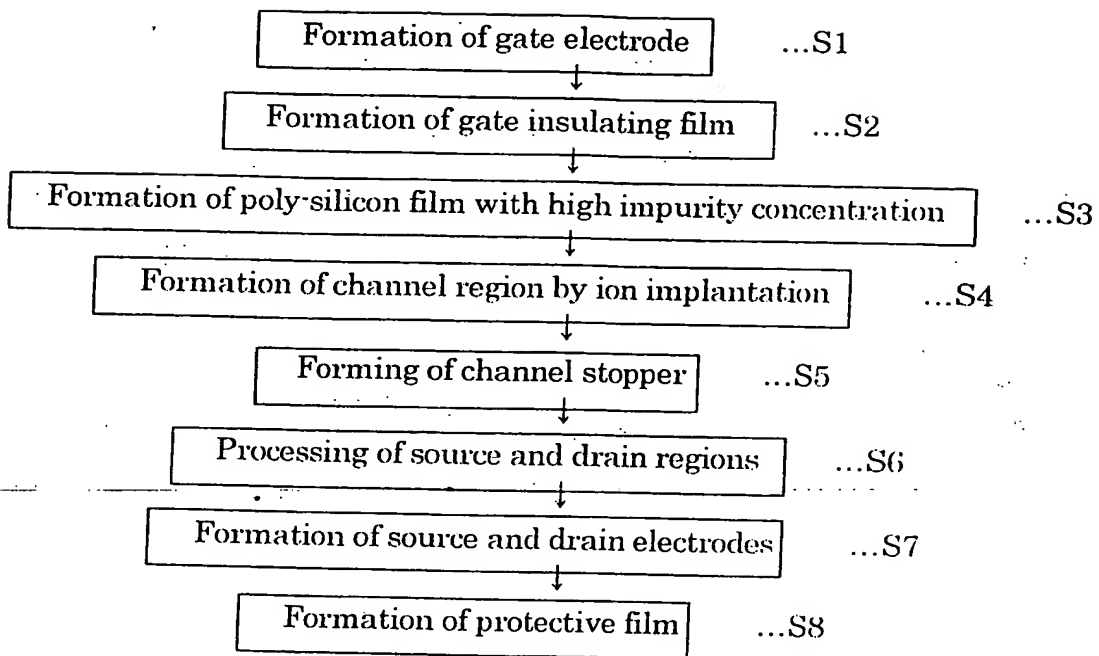 Formation of gate electrode ...S1
Formation of gate insulating film ...S2
Formation of poly-silicon film with high impurity concentration ...S3
Formation of channel region by ion implantation ...S4
Forming of channel stopper ...S5
Processing of source and drain regions ...S6
Formation of source and drain electrodes ...S7
Formation of protective film ...S8